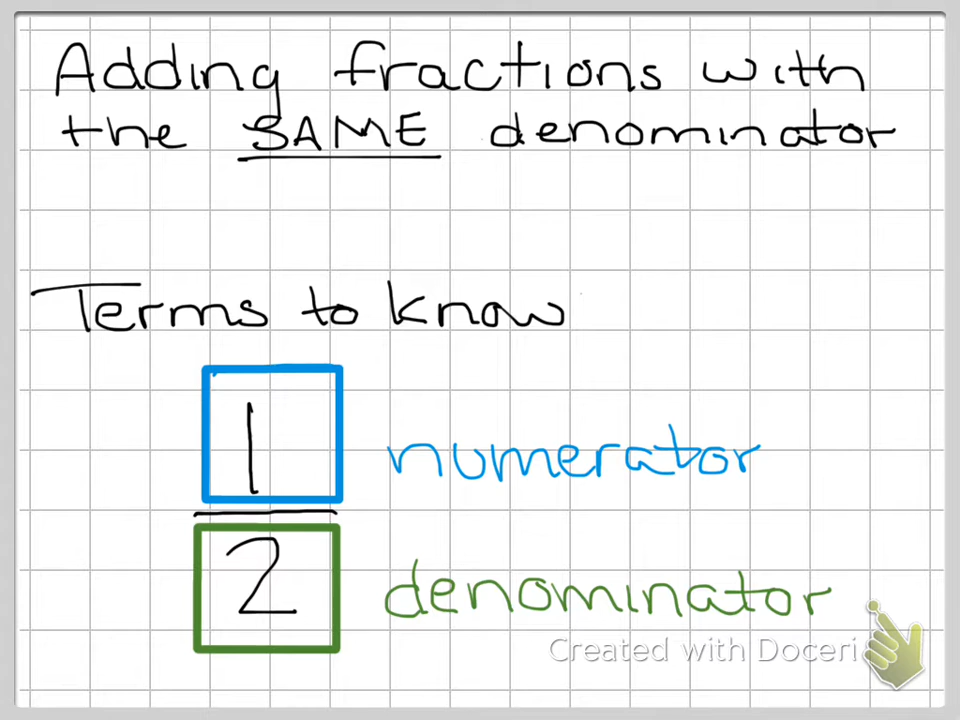 Adding fractions with
the SAME denominator
Terms to know
1 numerator
2 denominator
Created with Doceri